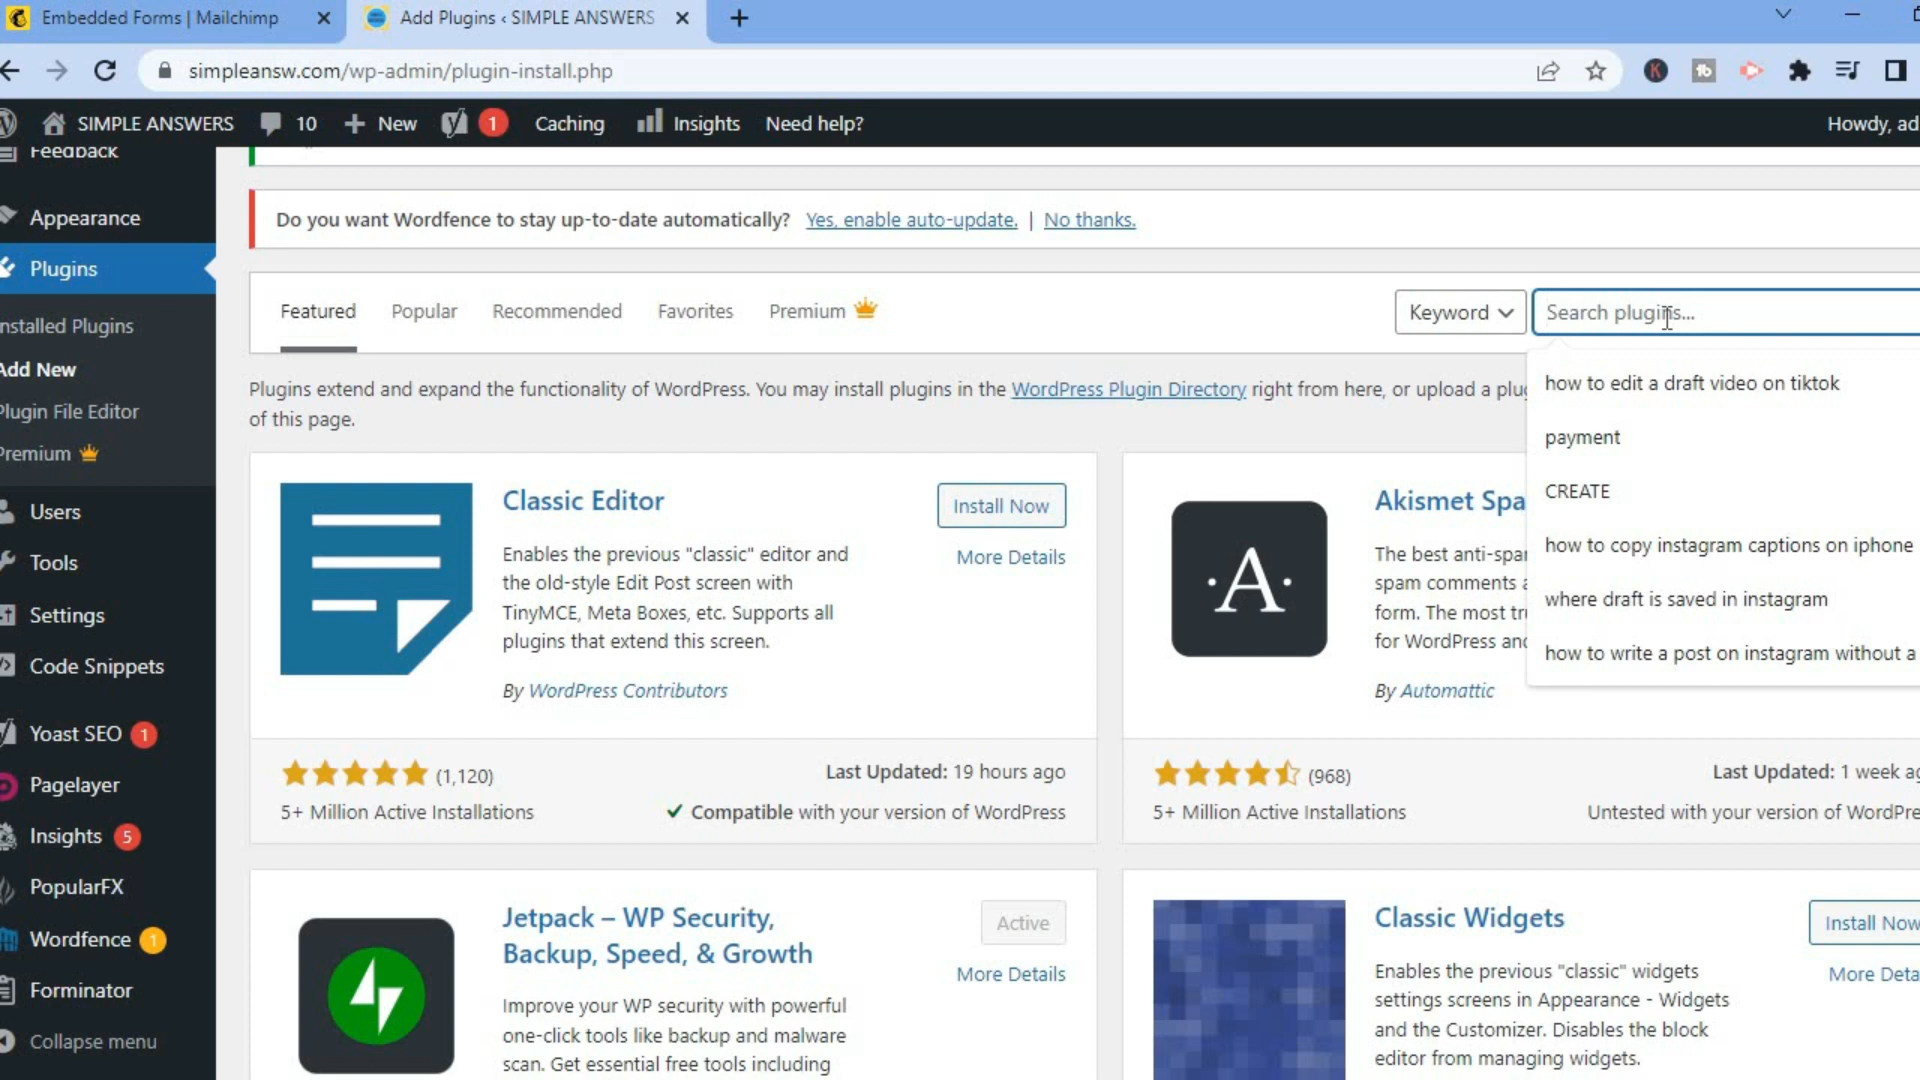 Embedded Forms | Mailchimp
Add Plugins ‹ SIMPLE ANSWERS
simpleansw.com/wp-admin/plugin-install.php
SIMPLE ANSWERS 10 New 1 Caching Insights Need help?
Howdy, ad
Feedback
Appearance
Plugins
nstalled Plugins
Add New
Plugin File Editor
Premium
Users
Tools
Settings
Code Snippets
Yoast SEO 1
Pagelayer
Insights 5
PopularFX
Wordfence 1
Forminator
Collapse menu
Do you want Wordfence to stay up-to-date automatically? Yes, enable auto-update. | No thanks.
Featured Popular Recommended Favorites Premium
Keyword
Search plugins...
how to edit a draft video on tiktok
payment
CREATE
how to copy instagram captions on iphone
where draft is saved in instagram
how to write a post on instagram without a
Plugins extend and expand the functionality of WordPress. You may install plugins in the WordPress Plugin Directory right from here, or upload a plug
of this page.
Classic Editor
Install Now
More Details
Enables the previous "classic" editor and
the old-style Edit Post screen with
TinyMCE, Meta Boxes, etc. Supports all
plugins that extend this screen.
By WordPress Contributors
(1,120)
5+ Million Active Installations
Last Updated: 19 hours ago
Compatible with your version of WordPress
·A·
Akismet Spa
The best anti-spa
spam comments a
form. The most tr
for WordPress and
By Automattic
(968)
5+ Million Active Installations
Last Updated: 1 week ag
Untested with your version of WordPre
Jetpack – WP Security,
Backup, Speed, & Growth
Active
More Details
Improve your WP security with powerful
one-click tools like backup and malware
scan. Get essential free tools including
Classic Widgets
Install Now
More Deta
Enables the previous "classic" widgets
settings screens in Appearance - Widgets
and the Customizer. Disables the block
editor from managing widgets.